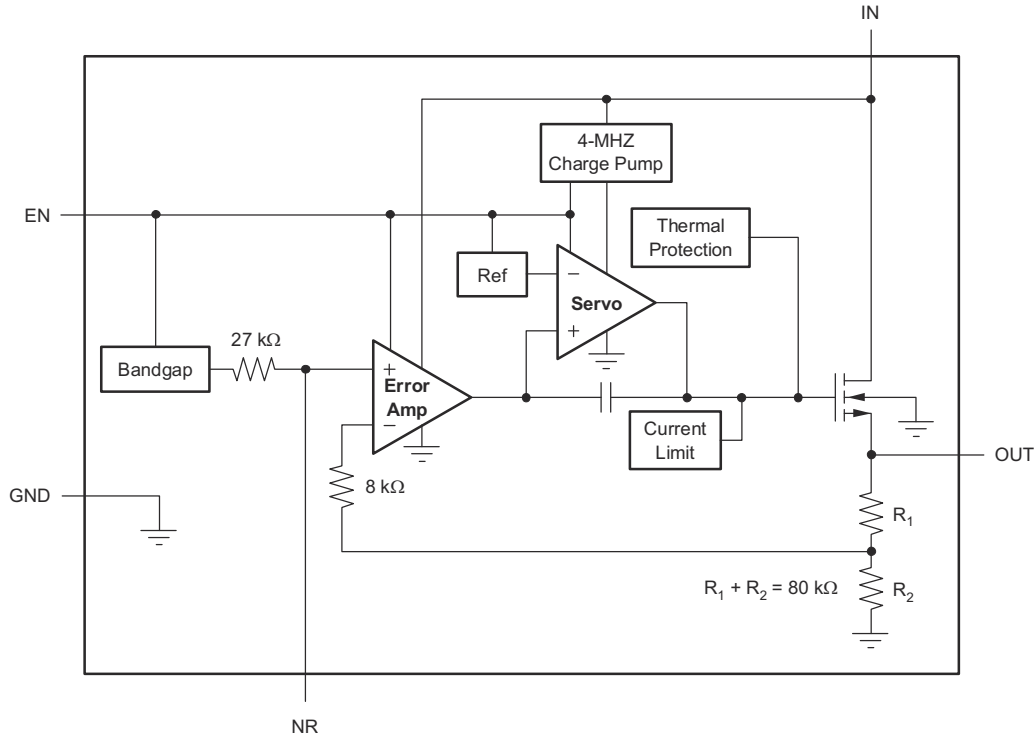 IN
4-MHZ
Charge Pump
EN
Thermal
Protection
Ref
−
Servo
+
27 kΩ
Bandgap
+
Error
Amp
−
Current
Limit
OUT
8 kΩ
GND
R1
R1 + R2 = 80 kΩ
R2
NR